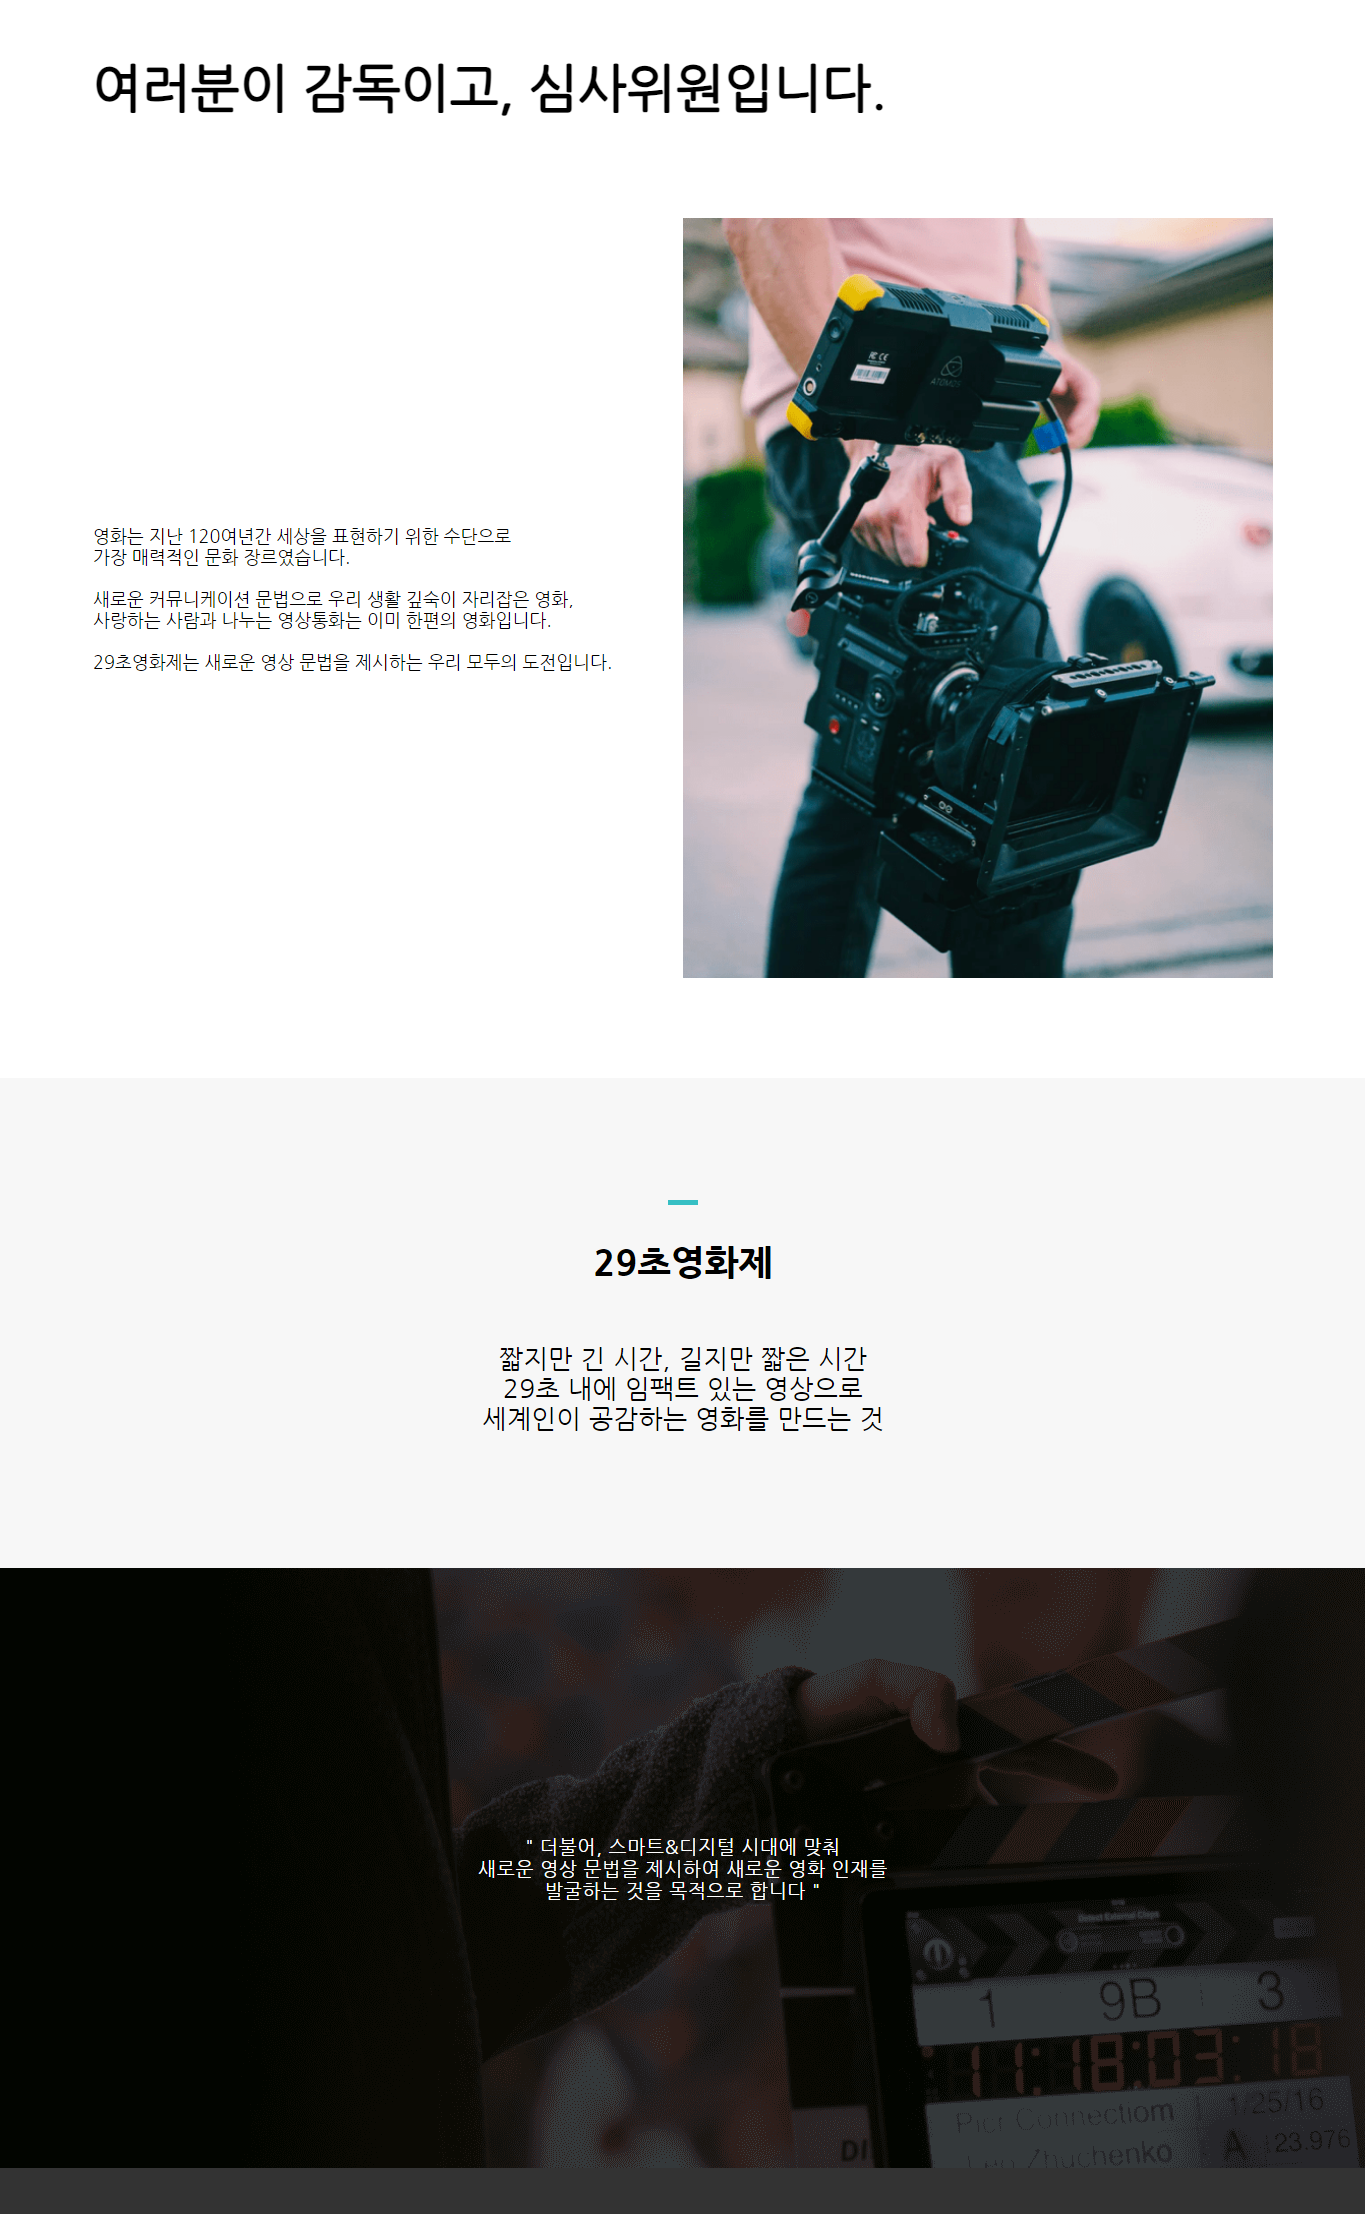 여러분이 감독이고, 심사위원입니다.
영화는 지난 120여년간 세상을 표현하기 위한 수단으로
가장 매력적인 문화 장르였습니다.
새로운 커뮤니케이션 문법으로 우리 생활 깊숙이 자리잡은 영화,
사랑하는 사람과 나누는 영상통화는 이미 한편의 영화입니다.
29초영화제는 새로운 영상 문법을 제시하는 우리 모두의 도전입니다.
FC CE
ATOMOS
29초영화제
짧지만 긴 시간, 길지만 짧은 시간
29초 내에 임팩트 있는 영상으로
세계인이 공감하는 영화를 만드는 것
" 더불어, 스마트&디지털 시대에 맞춰
새로운 영상 문법을 제시하여 새로운 영화 인재를
발굴하는 것을 목적으로 합니다 "
1 9B 3
11:18:03:18
1/25/16
Zhuchenko A 23.976
DI